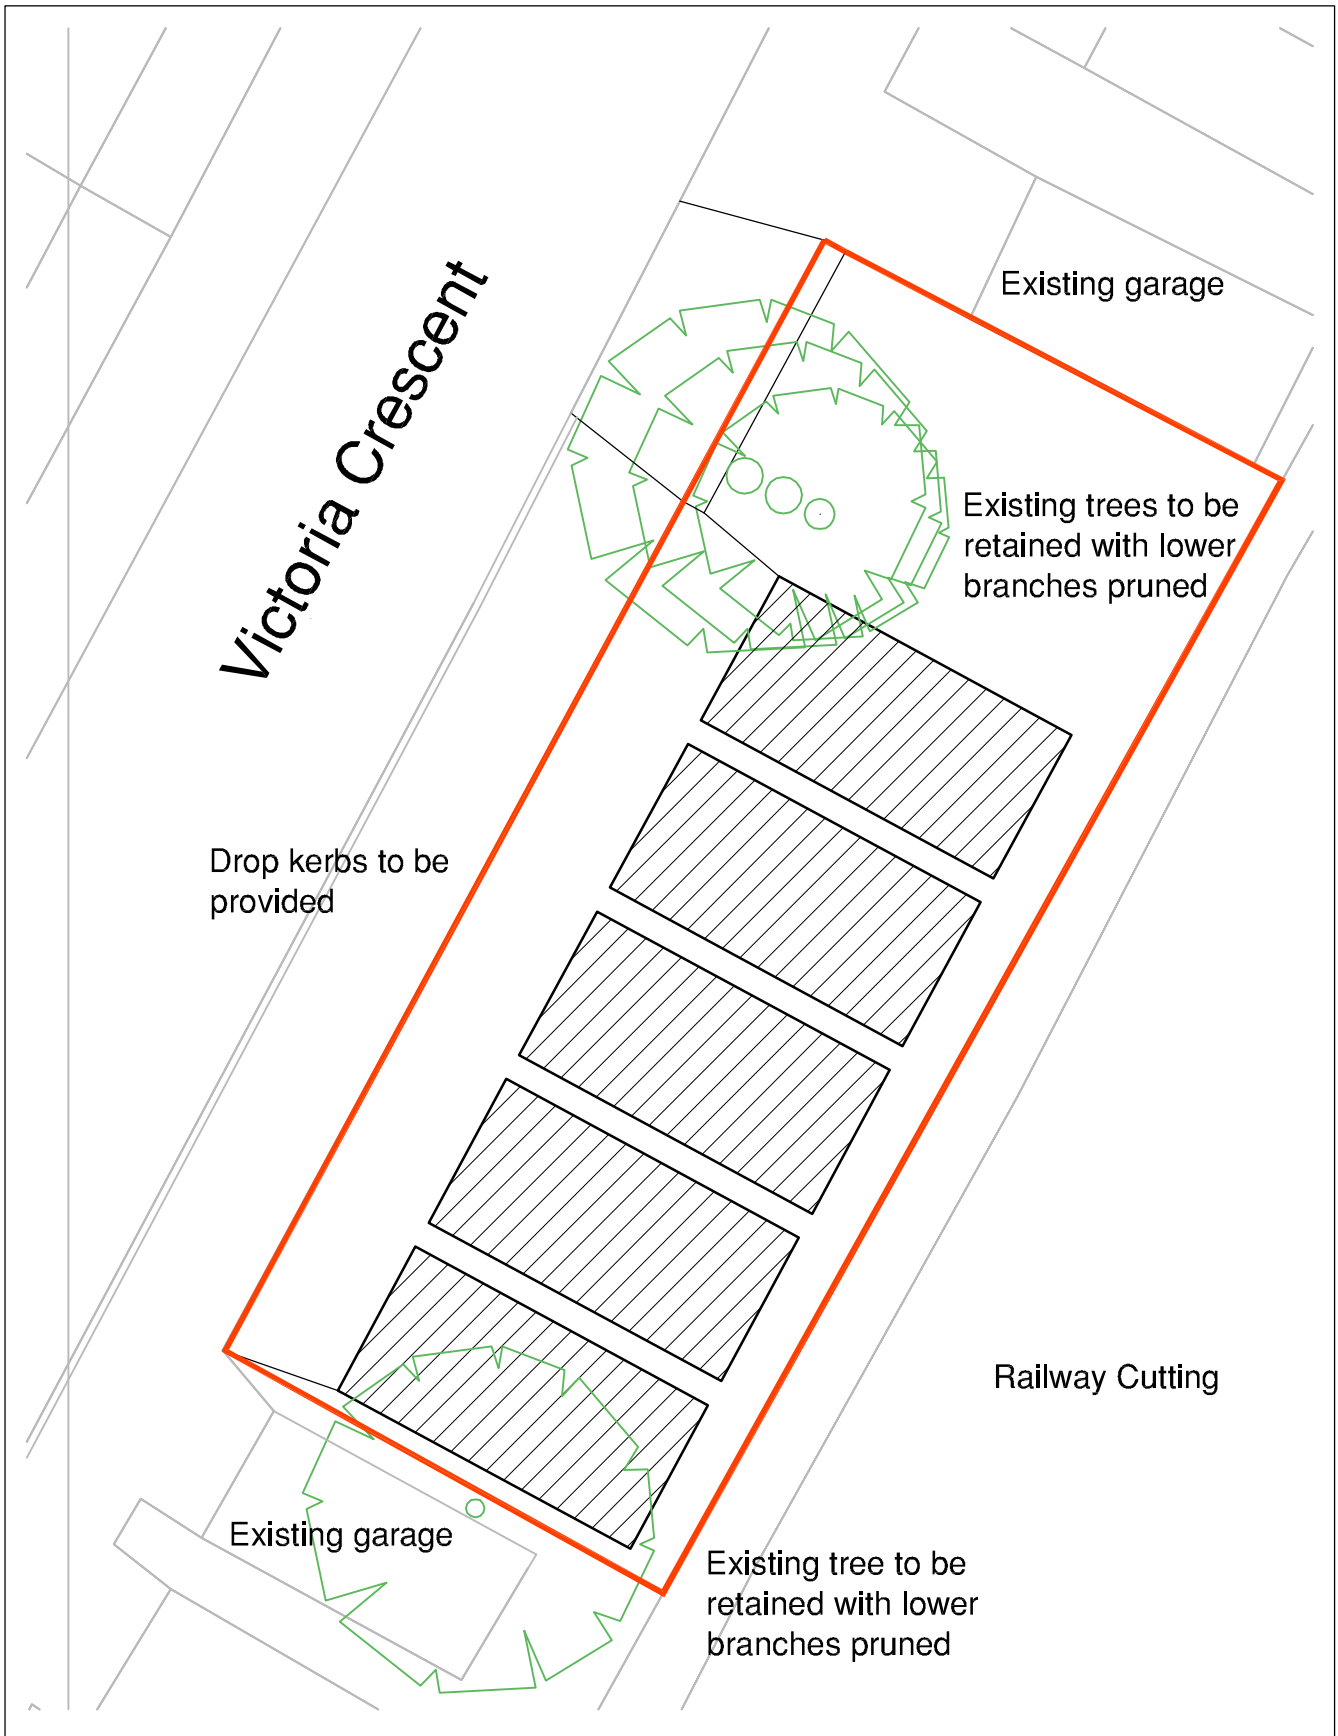 Existing garage
Victoria Crescent
Existing trees to be
retained with lower
branches pruned
Drop kerbs to be
provided
Railway Cutting
Existing garage
Existing tree to be
retained with lower
branches pruned